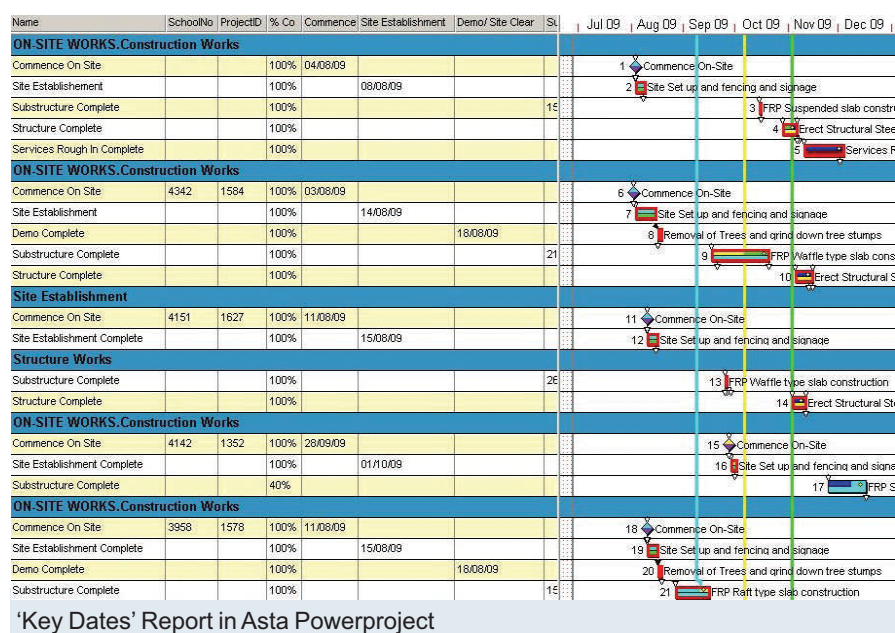 Name SchoolNo ProjectID % Co Commence Site Establishment Demo/ Site Clear Su Jul 09 Aug 09 Sep 09 Oct 09 Nov 09 Dec 09
ON-SITE WORKS.Construction Works
Commence On Site 100% 04/08/09 1 Commence On-Site
Site Establishement 100% 08/08/09 2 Site Set up and fencing and signage
Substructure Complete 100% 15 3 FRP Suspended slab constr
Structure Complete 100% 4 Erect Structural Stee
Services Rough In Complete 100% 5 Services R
ON-SITE WORKS.Construction Works
Commence On Site 4342 1584 100% 03/08/09 6 Commence On-Site
Site Establishment 100% 14/08/09 7 Site Set up and fencing and signage
Demo Complete 100% 18/08/09 8 Removal of Trees and grind down tree stumps
Substructure Complete 100% 21 9 FRP Waffle type slab cons
Structure Complete 100% 10 Erect Structural S
Site Establishment
Commence On Site 4151 1627 100% 11/08/09 11 Commence On-Site
Site Establishment Complete 100% 15/08/09 12 Site Set up and fencing and signage
Structure Works
Substructure Complete 100% 26 13 FRP Waffle type slab construction
Structure Complete 100% 14 Erect Structural Ste
ON-SITE WORKS.Construction Works
Commence On Site 4142 1352 100% 28/09/09 15 Commence On-Site
Site Establishment Complete 100% 01/10/09 16 Site Set up and fencing and signa
Substructure Complete 40% 17 FRP S
ON-SITE WORKS.Construction Works
Commence On Site 3958 1578 100% 11/08/09 18 Commence On-Site
Site Establishment Complete 100% 15/08/09 19 Site Set up and fencing and signage
Demo Complete 100% 18/08/09 20 Removal of Trees and grind down tree stumps
Substructure Complete 100% 15 21 FRP Raft type slab construction
'Key Dates' Report in Asta Powerproject